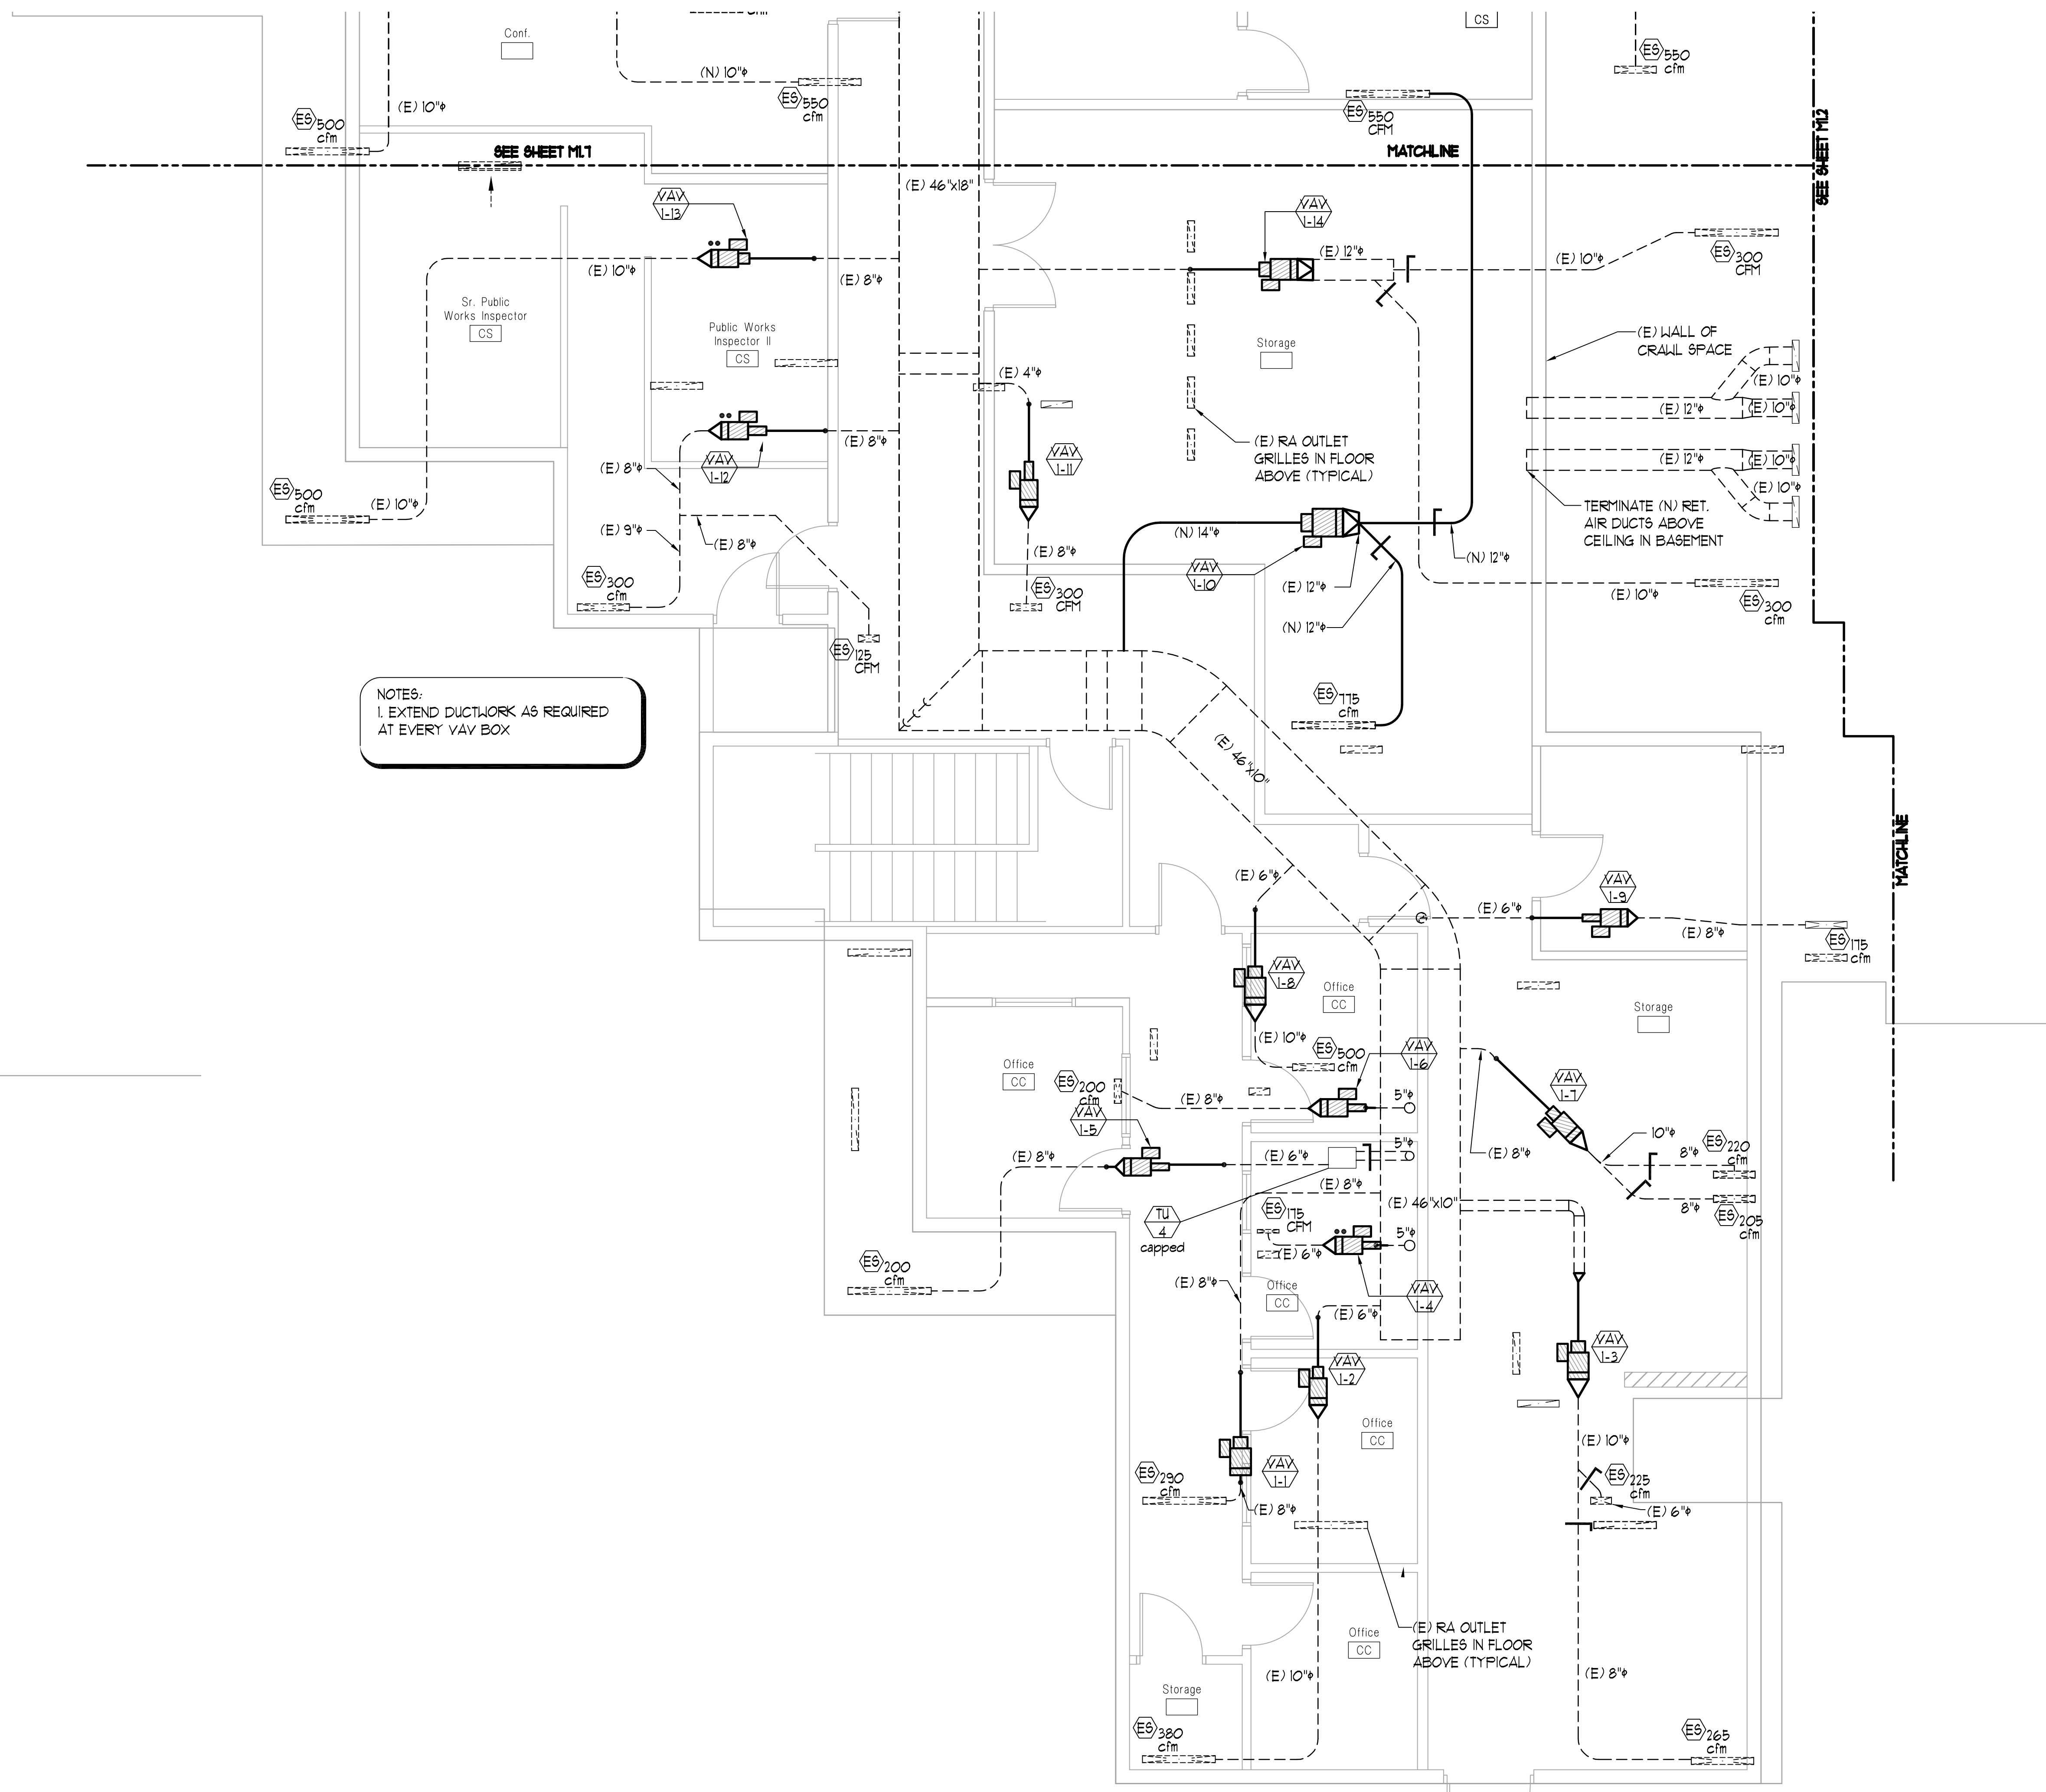 Conf.
CS
ES 550 cfm
(N) 10"ϕ
(E) 10"ϕ
ES 550 cfm
ES 500 cfm
ES 550 CFM
SEE SHEET M1.7
MATCHLINE
SEE SHEET M1.2
(E) 46"x18"
VAV 1-13
VAV 1-14
(E) 12"ϕ
(E) 10"ϕ
ES 300 CFM
(E) 10"ϕ
(E) 8"ϕ
Sr. Public
Works Inspector
CS
Public Works
Inspector II
CS
Storage
(E) WALL OF
CRAWL SPACE
(E) 4"ϕ
(E) 10"ϕ
(E) 12"ϕ
(E) 10"ϕ
(E) 8"ϕ
(E) RA OUTLET
GRILLES IN FLOOR
ABOVE (TYPICAL)
VAV 1-11
VAV 1-12
(E) 8"ϕ
(E) 12"ϕ
(E) 10"ϕ
(E) 10"ϕ
ES 500 cfm
(E) 10"ϕ
TERMINATE (N) RET.
AIR DUCTS ABOVE
CEILING IN BASEMENT
(E) 9"ϕ
(E) 8"ϕ
(N) 14"ϕ
(E) 8"ϕ
(N) 12"ϕ
VAV 1-10
ES 300 cfm
ES 300 CFM
(E) 12"ϕ
(E) 10"ϕ
ES 300 cfm
(N) 12"ϕ
ES 125 CFM
ES 775 cfm
NOTES:
1. EXTEND DUCTWORK AS REQUIRED
AT EVERY VAV BOX
(E) 46"x10"
MATCHLINE
(E) 6"ϕ
VAV 1-9
(E) 6"ϕ
(E) 8"ϕ
ES 175 cfm
VAV 1-8
Office
CC
Storage
(E) 10"ϕ
ES 500 cfm
VAV 1-6
Office
CC
ES 200 cfm
(E) 8"ϕ
5"ϕ
VAV 1-7
VAV 1-5
10"ϕ
5"ϕ
8"ϕ
ES 220 cfm
(E) 8"ϕ
(E) 6"ϕ
(E) 8"ϕ
(E) 8"ϕ
(E) 46"x10"
8"ϕ
ES 205 cfm
TU 4
capped
ES 175 CFM
5"ϕ
(E) 6"ϕ
ES 200 cfm
(E) 8"ϕ
Office
CC
VAV 1-4
(E) 6"ϕ
VAV 1-3
VAV 1-2
Office
CC
(E) 10"ϕ
VAV 1-1
ES 290 cfm
ES 225 cfm
(E) 8"ϕ
(E) 6"ϕ
Office
CC
(E) RA OUTLET
GRILLES IN FLOOR
ABOVE (TYPICAL)
(E) 10"ϕ
(E) 8"ϕ
Storage
ES 380 cfm
ES 265 cfm